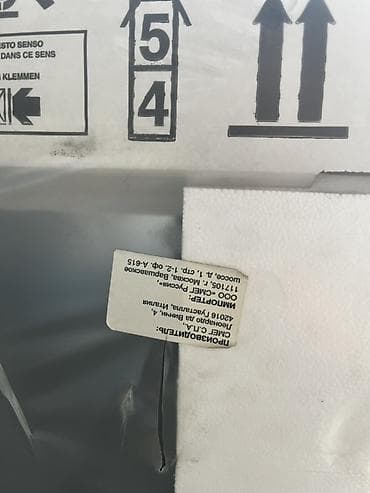 STO SENSO
DANS CE SENS
KLEMMEN
5
4
ПРОИЗВОДИТЕЛЬ:
СМЕГ С.П.А.,
Леонардо да Винчи, 4,
42016 Гуасталла, Италия
ИМПОРТЕР:
ООО «СМЕГ Руссия»,
117105, г. Москва, Варшавское
шоссе, д. 1, стр. 1-2, оф. А-615